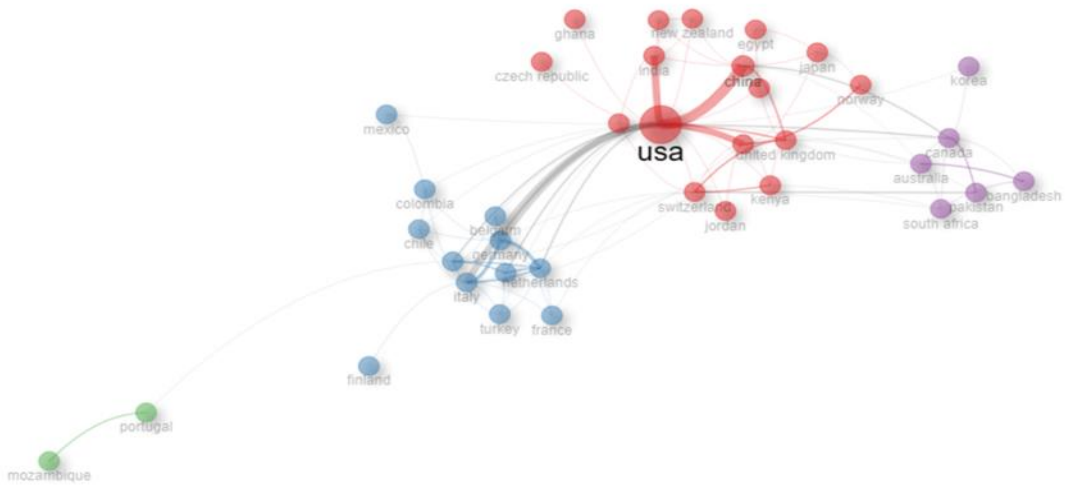 ghana
new zealand
egypt
india
japan
czech republic
china
korea
norway
mexico
usa
united kingdom
canada
australia
colombia
switzerland
kenya
bangladesh
pakistan
jordan
south africa
belgium
chile
germany
netherlands
italy
turkey
france
finland
portugal
mozambique